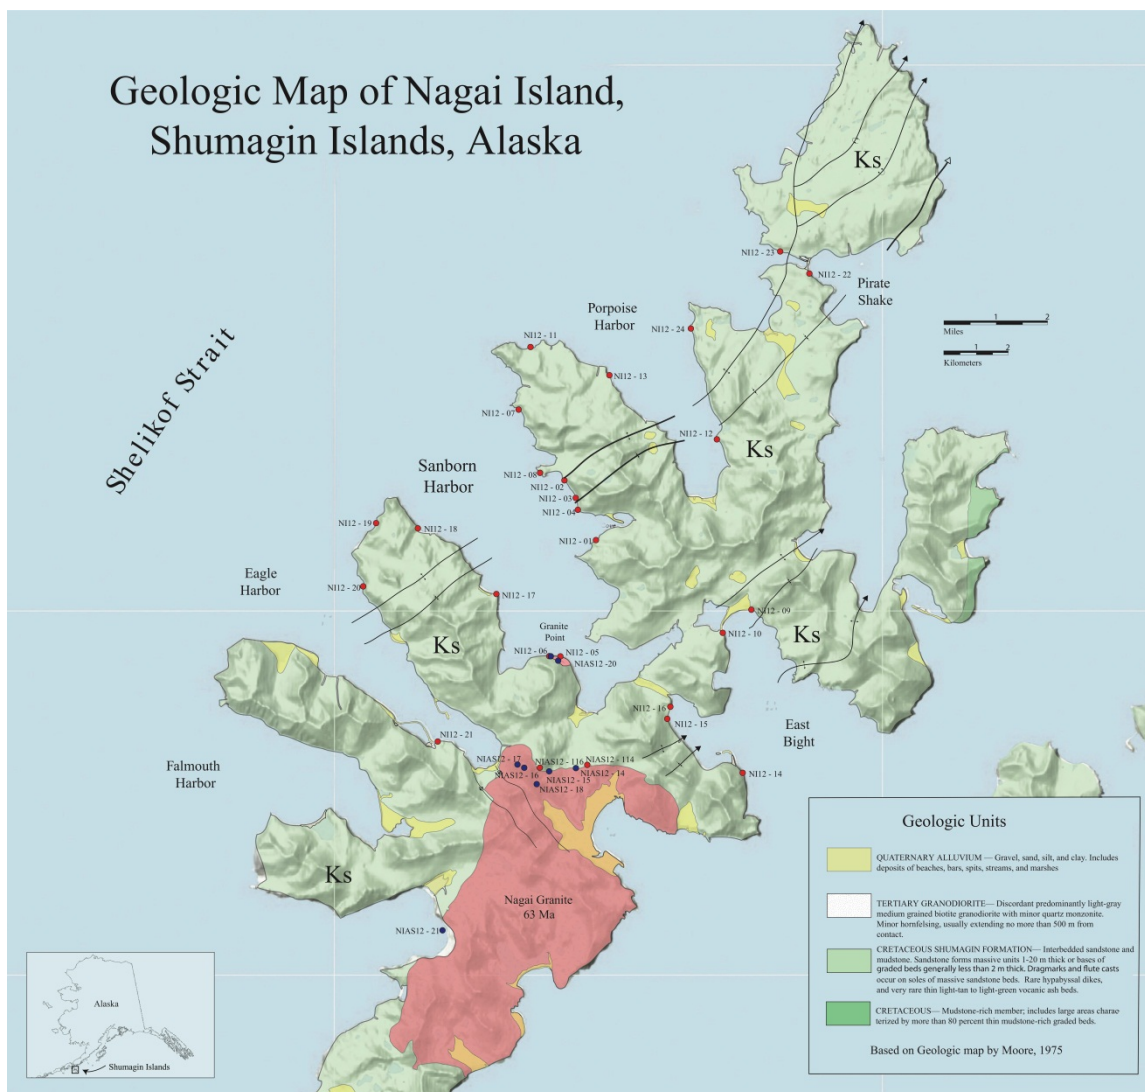 Geologic Map of Nagai Island,
Shumagin Islands, Alaska
Ks
NI12 - 23
NI12 - 22
Pirate
Shake
Porpoise
Harbor
NI12 - 24
2
1
2
Miles
2
1
2
Kilometers
NI12 - 11
NI12 - 13
Shelikof Strait
NI12 - 07
NI12 - 12
Ks
Sanborn
Harbor
NI12 - 08
NI12 - 02
NI12 - 03
NI12 - 04
NI12 - 19
NI12 - 18
NI12 - 01
Eagle
Harbor
NI12 - 20
NI12 - 17
NI12 - 09
Granite
Point
Ks
NI12 - 10
Ks
NI12 - 06
NI12 - 05
NIAS12 -20
NI12 - 16
NI12 - 15
East
Bight
NI12 - 21
Falmouth
Harbor
NIAS12 - 17
NIAS12 - 116
NIAS12 - 114
NIAS12 - 16
NIAS12 - 14
NIAS12 - 15
NIAS12 - 18
NI12 - 14
Ks
Nagai Granite
63 Ma
NIAS12 - 21
Geologic Units
QUATERNARY ALLUVIUM — Gravel, sand, silt, and clay. Includes
deposits of beaches, bars, spits, streams, and marshes
TERTIARY GRANODIORITE— Discordant predominantly light-gray
medium grained biotite granodiorite with minor quartz monzonite.
Minor hornfelsing, usually extending no more than 500 m from
contact.
CRETACEOUS SHUMAGIN FORMATION— Interbedded sandstone and
mudstone. Sandstone forms massive units 1-20 m thick or bases of
graded beds generally less than 2 m thick. Dragmarks and flute casts
occur on soles of massive sandstone beds. Rare hypabyssal dikes,
and very rare thin light-tan to light-green vocanic ash beds.
CRETACEOUS— Mudstone-rich member; includes large areas charae
terized by more than 80 percent thin mudstone-rich graded beds.
Based on Geologic map by Moore, 1975
Alaska
Shumagin Islands